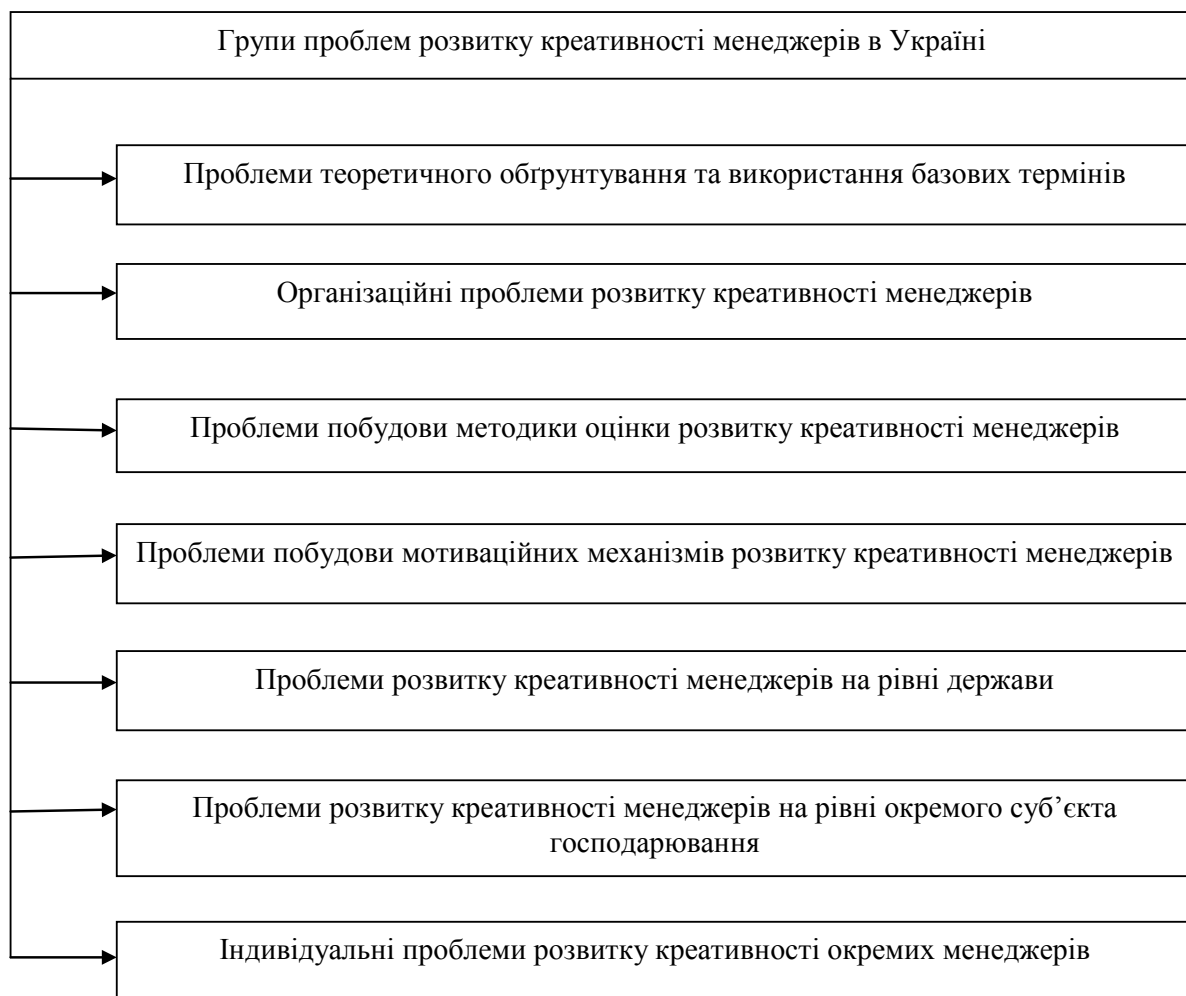 Групи проблем розвитку креативності менеджерів в Україні
Проблеми теоретичного обґрунтування та використання базових термінів
Організаційні проблеми розвитку креативності менеджерів
Проблеми побудови методики оцінки розвитку креативності менеджерів
Проблеми побудови мотиваційних механізмів розвитку креативності менеджерів
Проблеми розвитку креативності менеджерів на рівні держави
Проблеми розвитку креативності менеджерів на рівні окремого суб’єкта
господарювання
Індивідуальні проблеми розвитку креативності окремих менеджерів